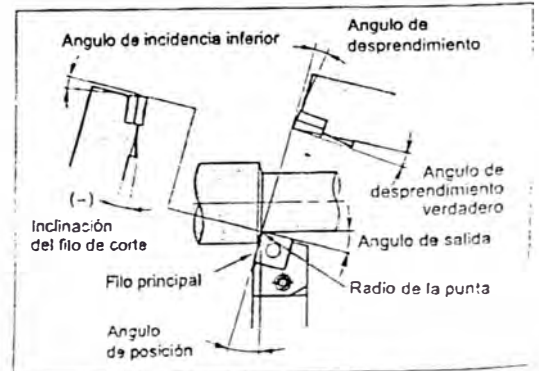 Angulo de incidencia inferior
Angulo de
desprendimiento
(-)
Inclinación
del filo de corte
Angulo de
desprendimiento
verdadero
Angulo de salida
Filo principal
Radio de la punta
Angulo
de posición